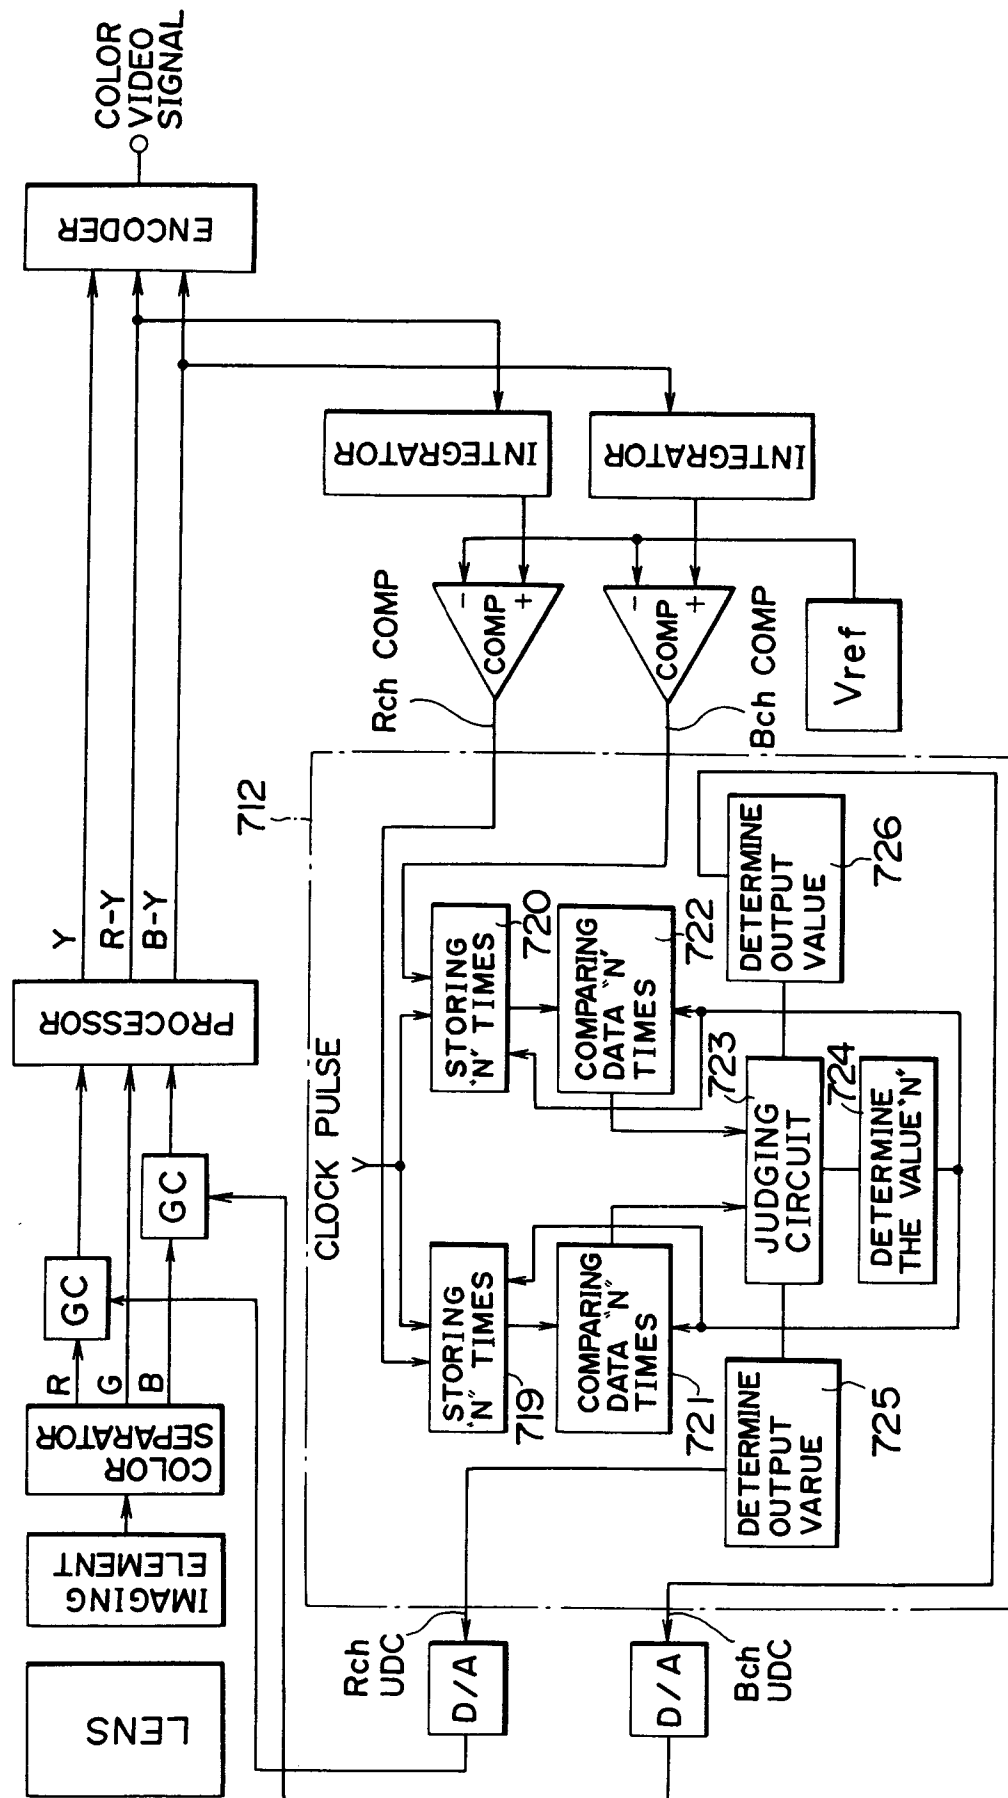 LENS
IMAGING
ELEMENT
COLOR
SEPARATOR
R
G
B
GC
GC
PROCESSOR
Y
R-Y
B-Y
ENCODER
COLOR
VIDEO
SIGNAL
INTEGRATOR
INTEGRATOR
-
+
COMP
-
+
COMP
Rch COMP
Bch COMP
Vref
712
CLOCK PULSE
STORING
"N" TIMES
719
STORING
"N" TIMES
720
COMPARING
DATA "N"
TIMES
721
COMPARING
DATA "N"
TIMES
722
723
JUDGING
CIRCUIT
724
DETERMINE
THE VALUE "N"
DETERMINE
OUTPUT
VARUE
725
DETERMINE
OUTPUT
VALUE
726
Rch
UDC
D/A
Bch
UDC
D/A